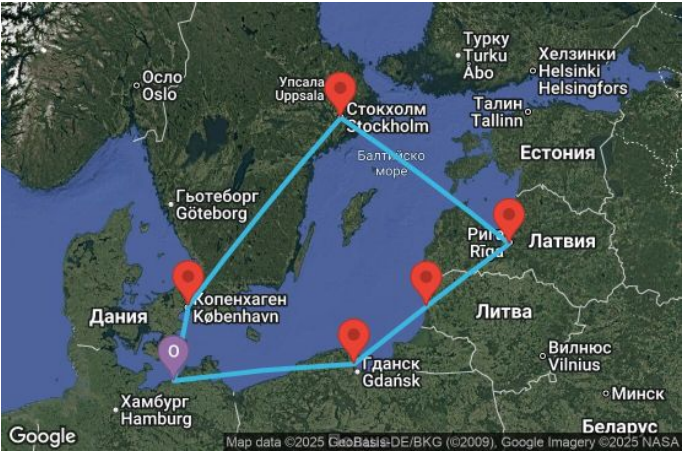 Турку
Turku
Åbo
Хелзинки
Helsinki
Helsingfors
Осло
Oslo
Упсала
Uppsala
Стокхолм
Stockholm
Талин
Tallinn
Балтийско
море
Естония
Гьотеборг
Göteborg
Рига
Rīga
Латвия
Копенхаген
København
Дания
Литва
O
Вилнюс
Vilnius
Гданск
Gdańsk
Хамбург
Hamburg
Минск
Беларус
Google
Map data ©2025 GeoBasis-DE/BKG (©2009), Google Imagery ©2025 NASA